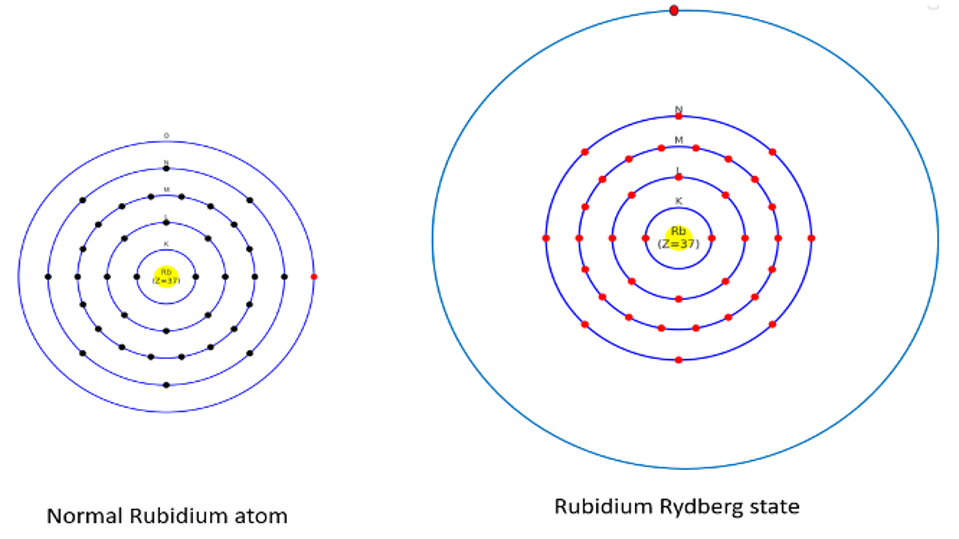 O
N
M
L
K
Rb
(Z=37)
Normal Rubidium atom
N
M
L
K
Rb
(Z=37)
Rubidium Rydberg state